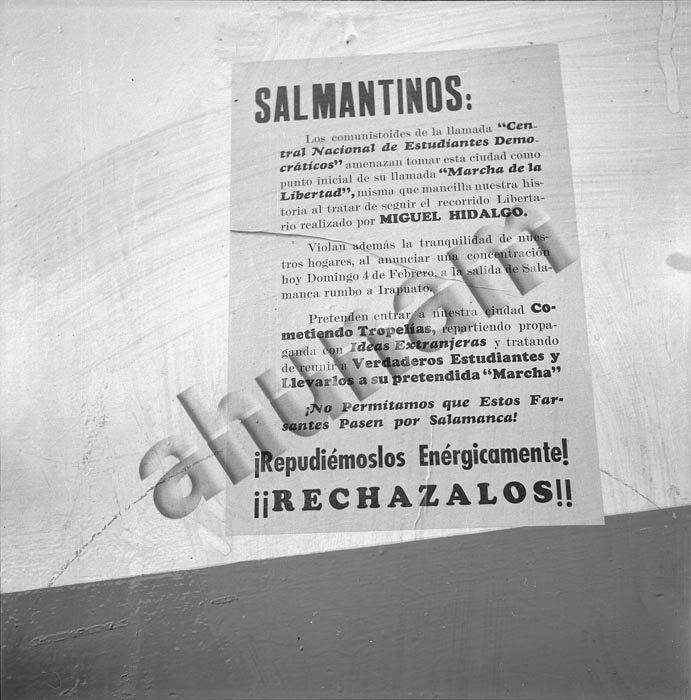 SALMANTINOS:
Los comunistoides de la llamada "Cen-
tral Nacional de Estudiantes Demo-
cráticos" amenazan tomar esta ciudad como
punto inicial de su llamada "Marcha de la
Libertad", misma que mancilla nuestra his-
toria al tratar de seguir el recorrido Liberta-
rio realizado por MIGUEL HIDALGO.
Violan además la tranquilidad de nues-
tros hogares, al anunciar una concentración
hoy Domingo 4 de Febrero, a la salida de Sala-
manca rumbo a Irapuato.
Pretenden entrar a nuestra ciudad Co-
metiendo Tropelías, repartiendo propa-
ganda con Ideas Extranjeras y tratando
de reunir a Verdaderos Estudiantes y
Llevarlos a su pretendida "Marcha"
¡No Permitamos que Estos Far-
santes Pasen por Salamanca!
¡Repudiémoslos Enérgicamente!
¡¡RECHAZALOS!!
ahunam